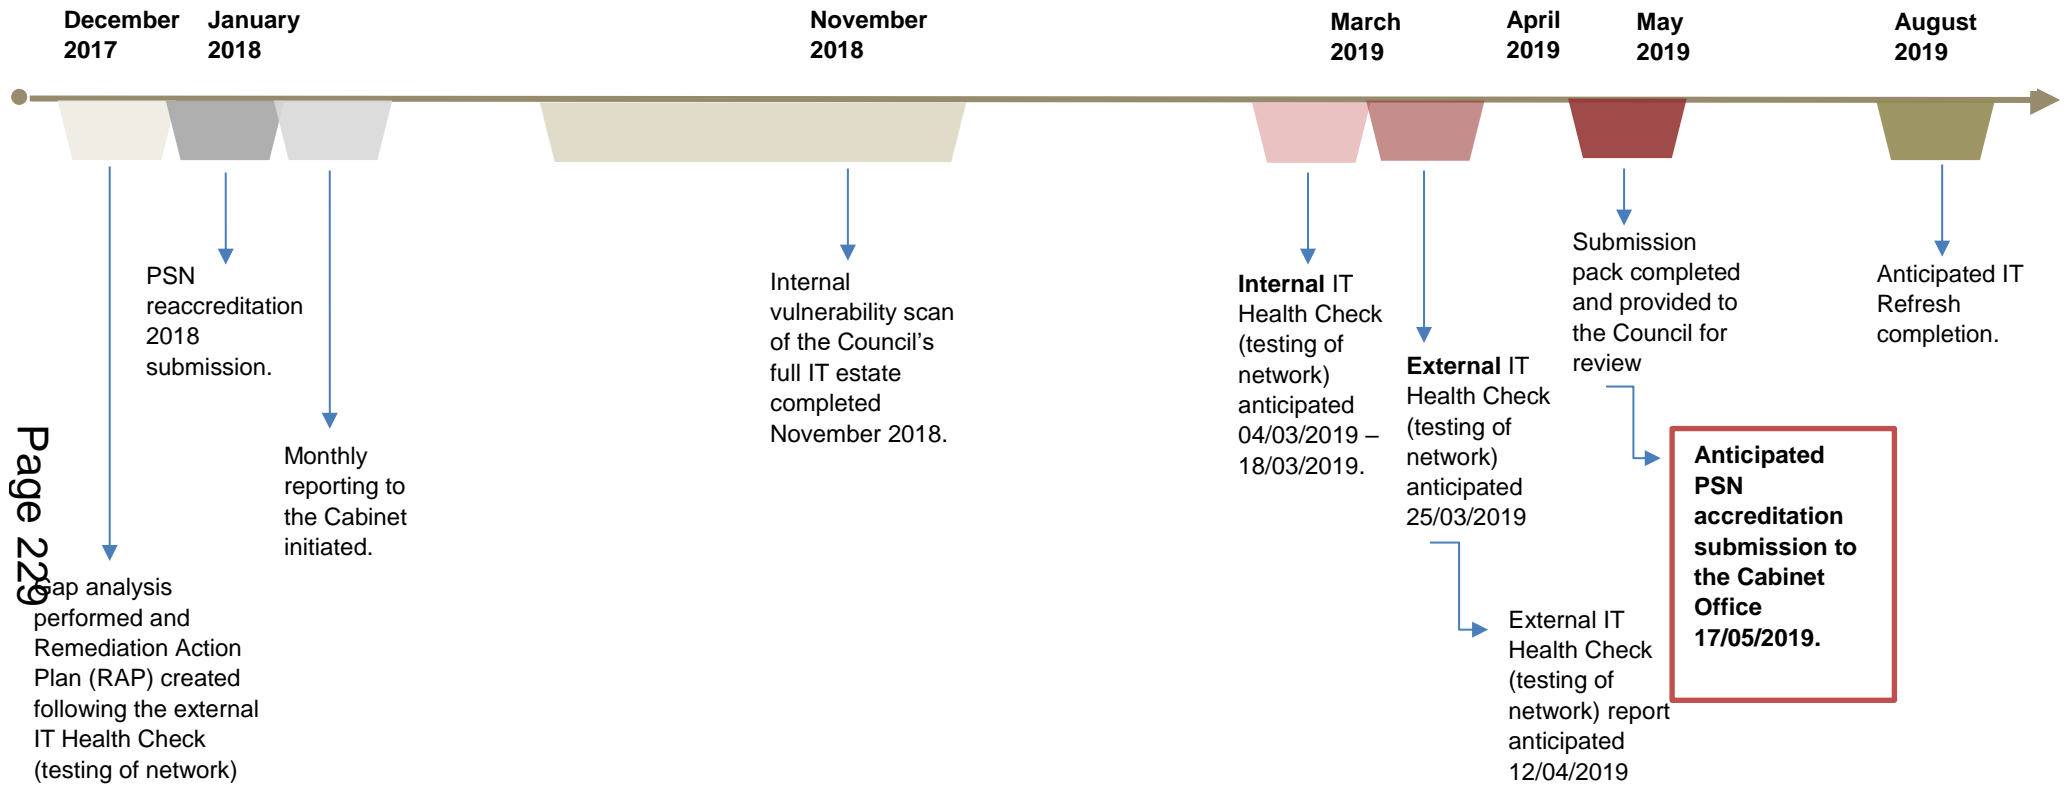 December
2017
January
2018
November
2018
March
2019
April
2019
May
2019
August
2019
PSN
reaccreditation
2018
submission.
Monthly
reporting to
the Cabinet
initiated.
Gap analysis
performed and
Remediation Action
Plan (RAP) created
following the external
IT Health Check
(testing of network)
Internal
vulnerability scan
of the Council’s
full IT estate
completed
November 2018.
Internal IT
Health Check
(testing of
network)
anticipated
04/03/2019 –
18/03/2019.
External IT
Health Check
(testing of
network)
anticipated
25/03/2019
External IT
Health Check
(testing of
network) report
anticipated
12/04/2019
Submission
pack completed
and provided to
the Council for
review
Anticipated
PSN
accreditation
submission to
the Cabinet
Office
17/05/2019.
Anticipated IT
Refresh
completion.
Page 229